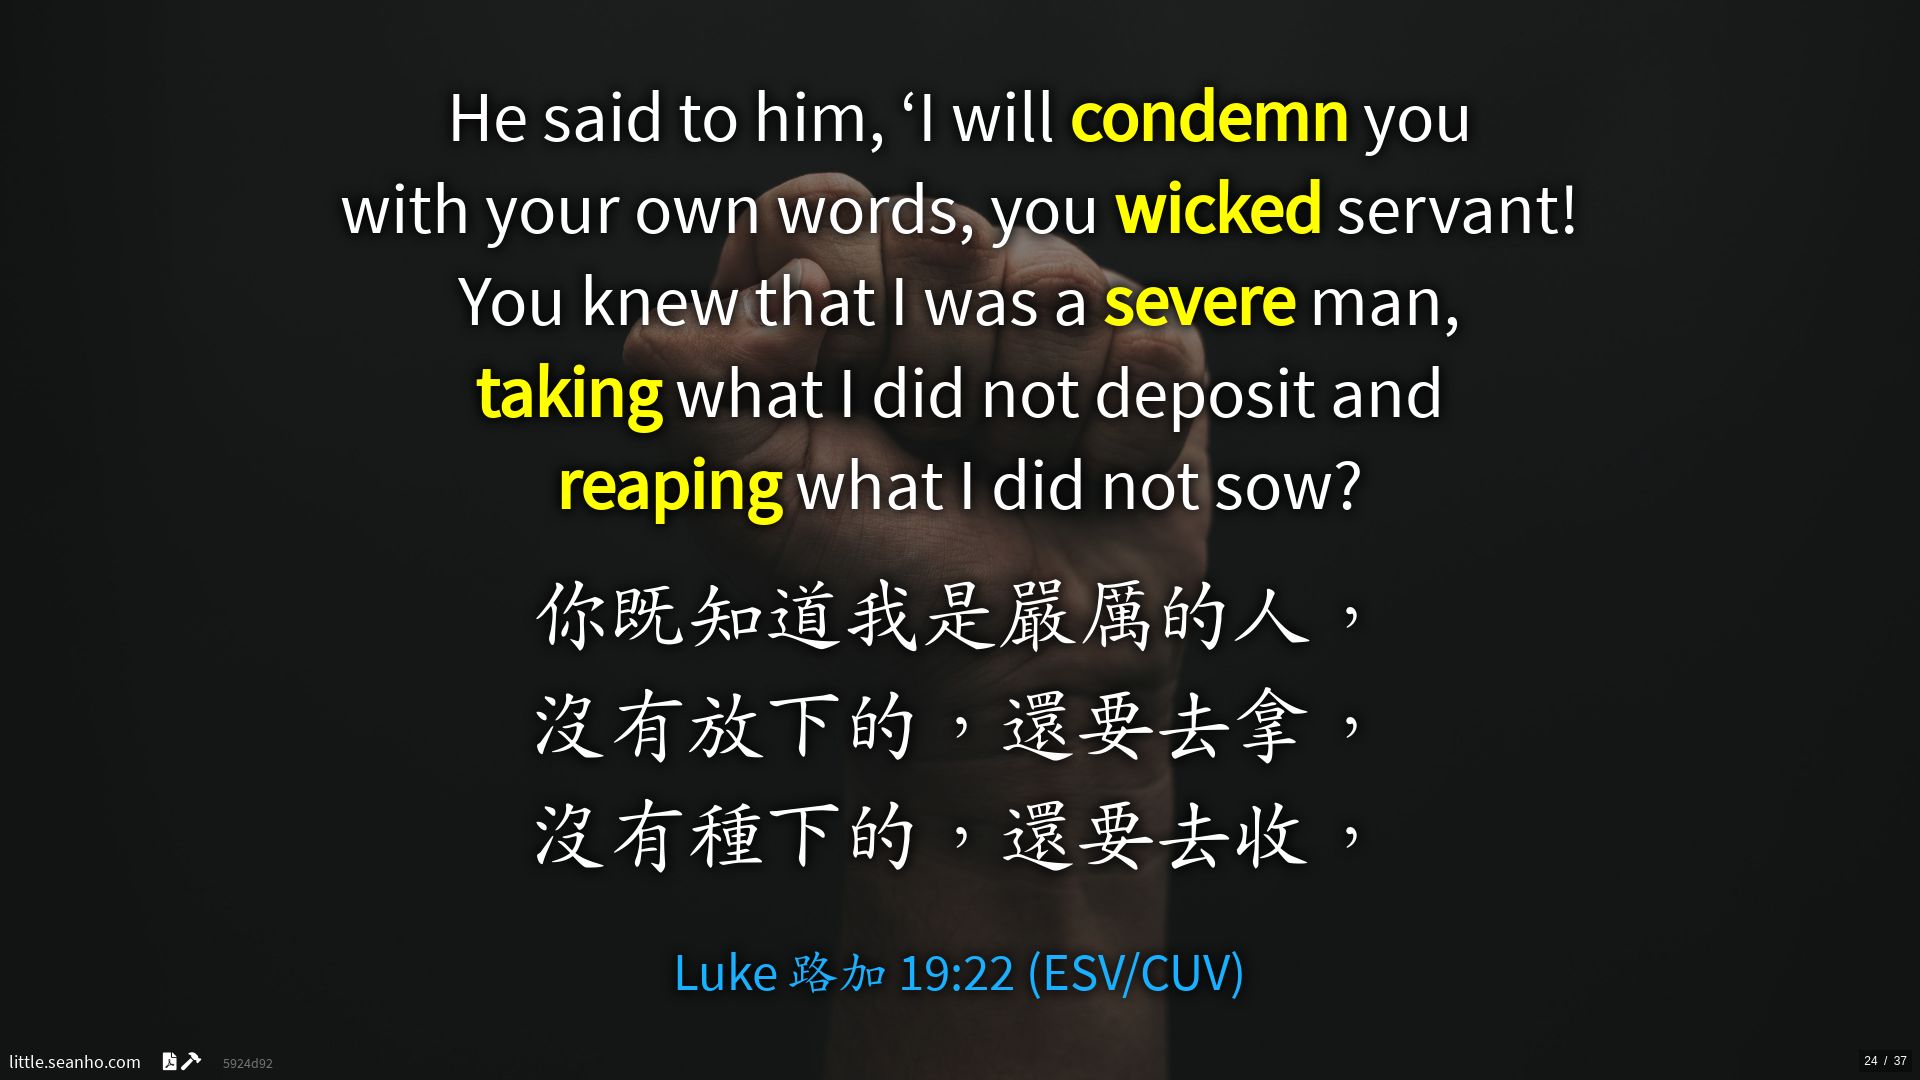 He said to him, ‘I will condemn you
with your own words, you wicked servant!
You knew that I was a severe man,
taking what I did not deposit and
reaping what I did not sow?
你既知道我是嚴厲的人，
沒有放下的，還要去拿，
沒有種下的，還要去收，
Luke 路加 19:22 (ESV/CUV)
little.seanho.com 5924d92
24 / 37